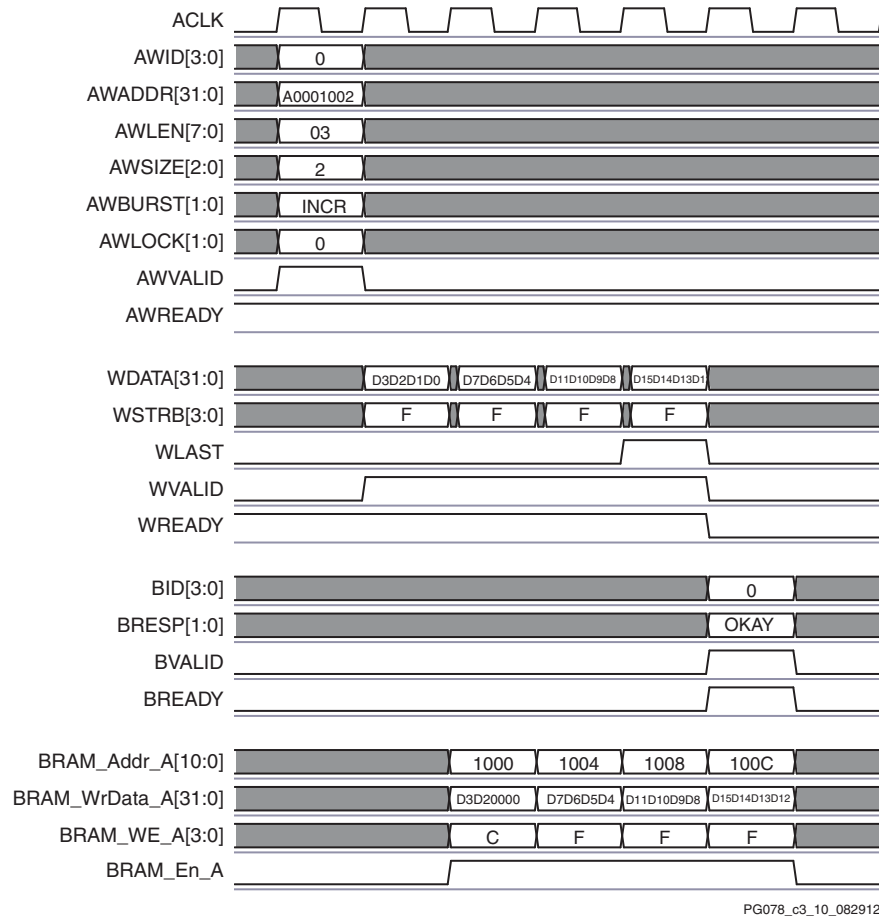 ACLK
AWID[3:0] 0
AWADDR[31:0] A0001002
AWLEN[7:0] 03
AWSIZE[2:0] 2
AWBURST[1:0] INCR
AWLOCK[1:0] 0
AWVALID
AWREADY
WDATA[31:0] D3D2D1D0 D7D6D5D4 D11D10D9D8 D15D14D13D1
WSTRB[3:0] F F F F
WLAST
WVALID
WREADY
BID[3:0] 0
BRESP[1:0] OKAY
BVALID
BREADY
BRAM_Addr_A[10:0] 1000 1004 1008 100C
BRAM_WrData_A[31:0] D3D20000 D7D6D5D4 D11D10D9D8 D15D14D13D12
BRAM_WE_A[3:0] C F F F
BRAM_En_A
PG078_c3_10_082912